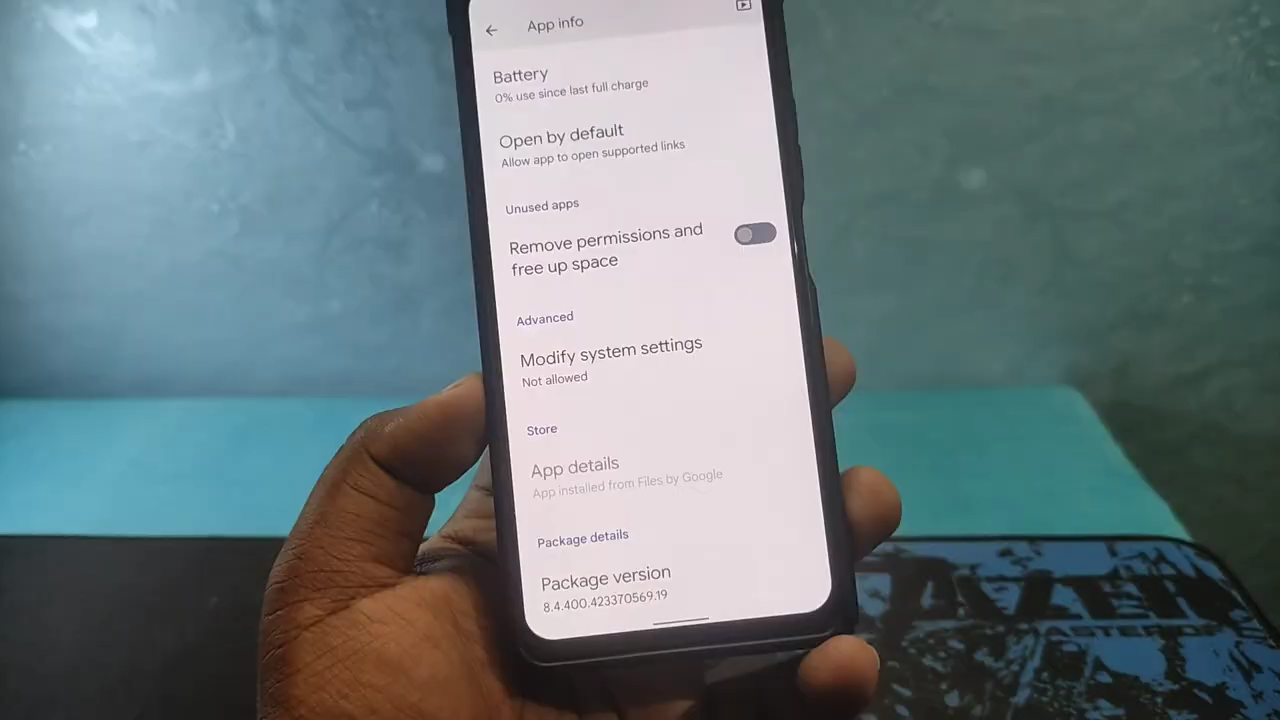 App info
Battery
0% use since last full charge
Open by default
Allow app to open supported links
Unused apps
Remove permissions and
free up space
Advanced
Modify system settings
Not allowed
Store
App details
App installed from Files by Google
Package details
Package version
8.4.400.423370569.19